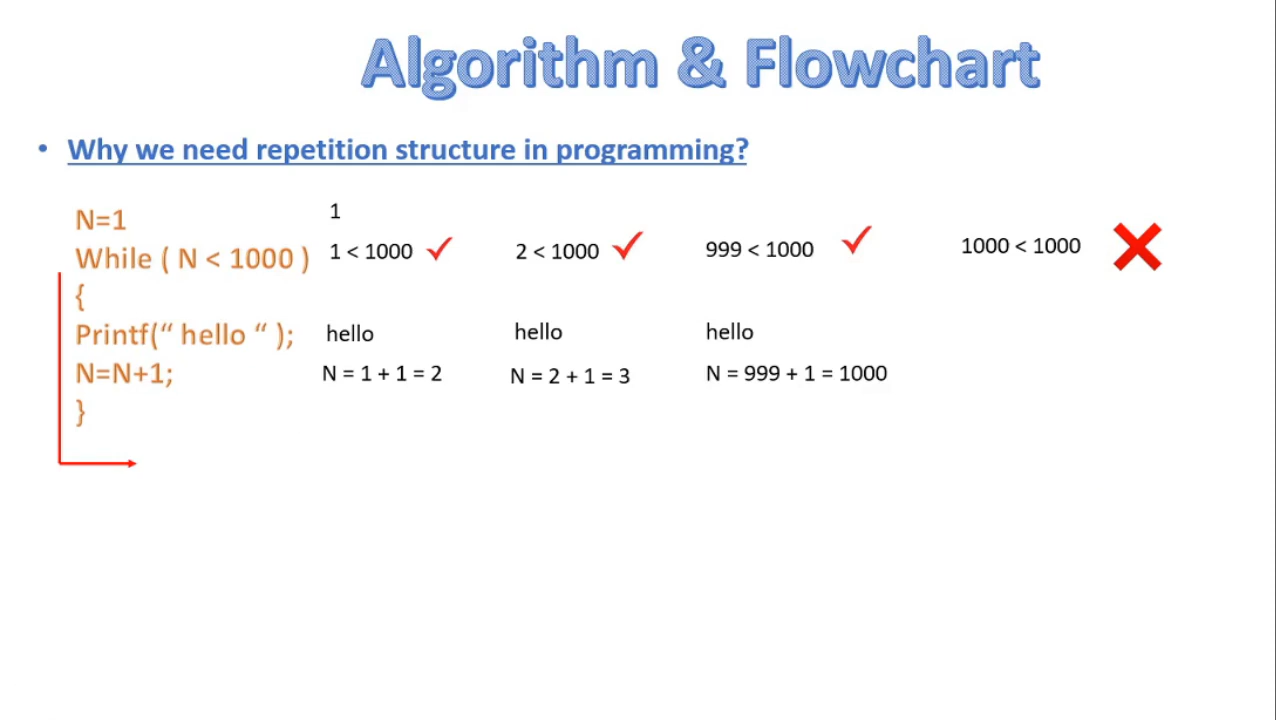 Algorithm & Flowchart
• Why we need repetition structure in programming?
N=1
1
While ( N < 1000 )
1 < 1000
2 < 1000
999 < 1000
1000 < 1000
{
Printf(“ hello “ );
hello
hello
hello
N=N+1;
N = 1 + 1 = 2
N = 2 + 1 = 3
N = 999 + 1 = 1000
}